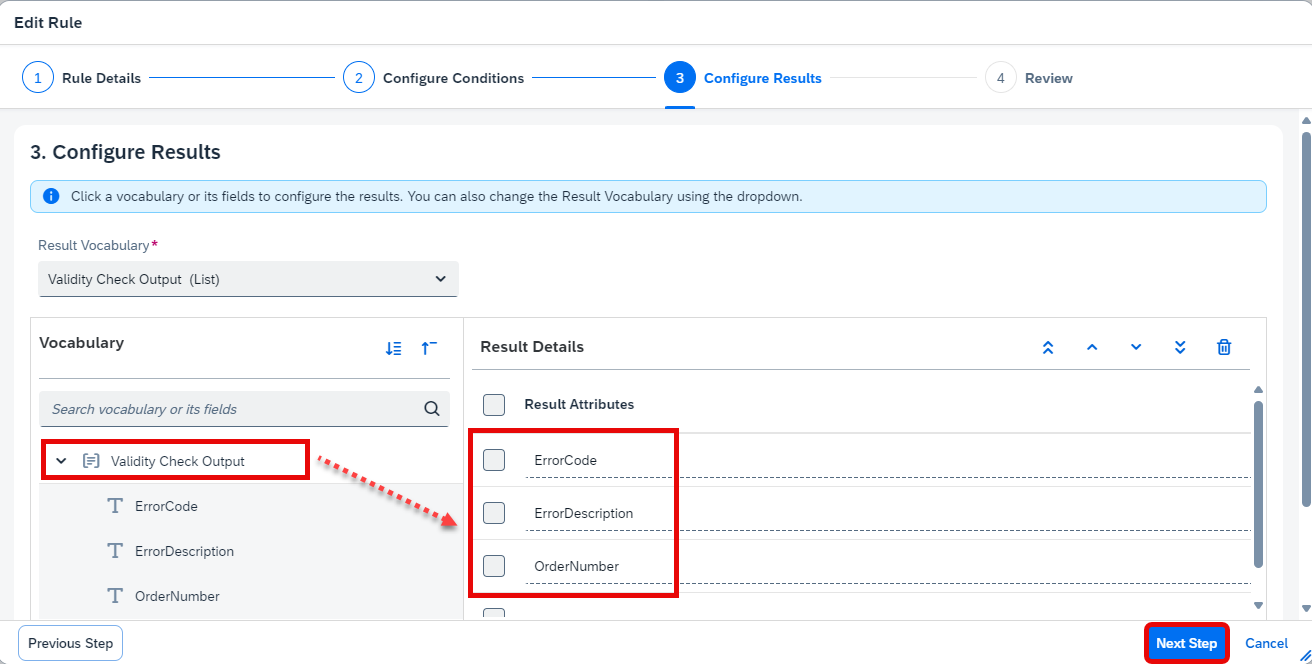 Edit Rule
1 Rule Details
2 Configure Conditions
3 Configure Results
4 Review
3. Configure Results
Click a vocabulary or its fields to configure the results. You can also change the Result Vocabulary using the dropdown.
Result Vocabulary*
Validity Check Output (List)
Vocabulary
Search vocabulary or its fields
Validity Check Output
ErrorCode
ErrorDescription
OrderNumber
Result Details
Result Attributes
ErrorCode
ErrorDescription
OrderNumber
Previous Step
Next Step
Cancel